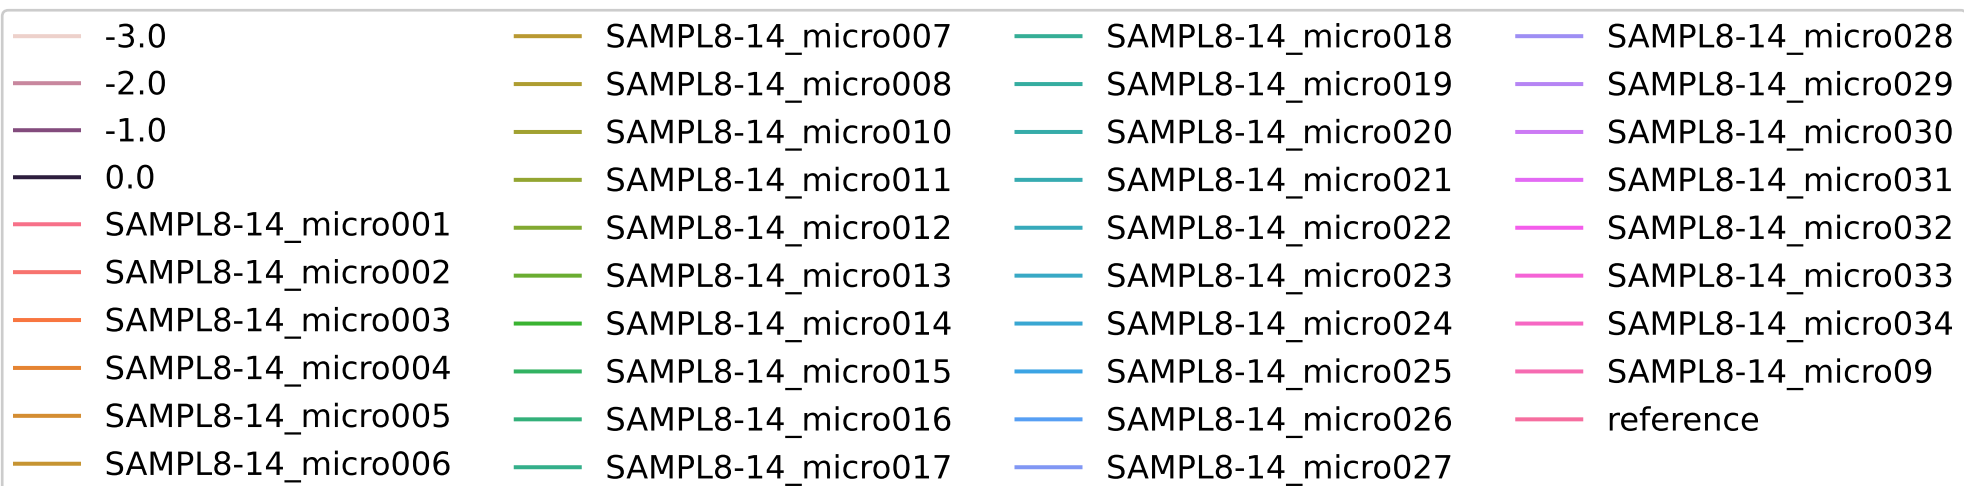 -3.0
-2.0
-1.0
0.0
SAMPL8-14_micro001
SAMPL8-14_micro002
SAMPL8-14_micro003
SAMPL8-14_micro004
SAMPL8-14_micro005
SAMPL8-14_micro006
SAMPL8-14_micro007
SAMPL8-14_micro008
SAMPL8-14_micro010
SAMPL8-14_micro011
SAMPL8-14_micro012
SAMPL8-14_micro013
SAMPL8-14_micro014
SAMPL8-14_micro015
SAMPL8-14_micro016
SAMPL8-14_micro017
SAMPL8-14_micro018
SAMPL8-14_micro019
SAMPL8-14_micro020
SAMPL8-14_micro021
SAMPL8-14_micro022
SAMPL8-14_micro023
SAMPL8-14_micro024
SAMPL8-14_micro025
SAMPL8-14_micro026
SAMPL8-14_micro027
SAMPL8-14_micro028
SAMPL8-14_micro029
SAMPL8-14_micro030
SAMPL8-14_micro031
SAMPL8-14_micro032
SAMPL8-14_micro033
SAMPL8-14_micro034
SAMPL8-14_micro09
reference